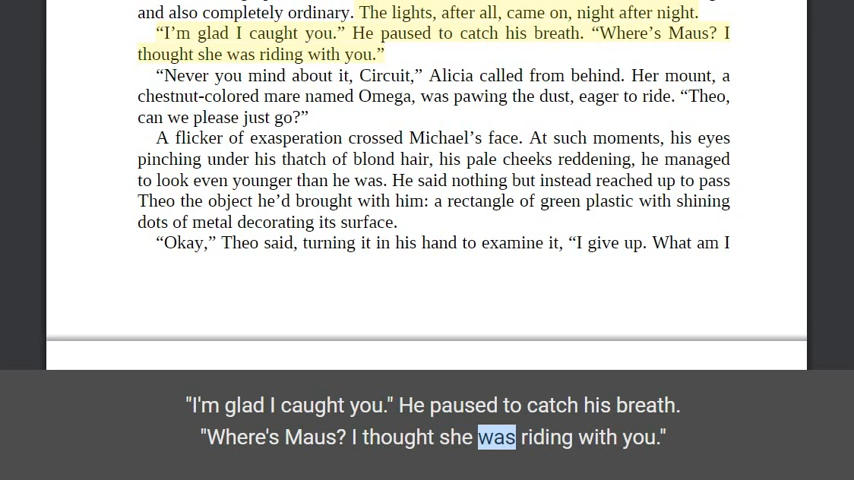 and also completely ordinary. The lights, after all, came on, night after night.
“I’m glad I caught you.” He paused to catch his breath. “Where’s Maus? I
thought she was riding with you.”
“Never you mind about it, Circuit,” Alicia called from behind. Her mount, a
chestnut-colored mare named Omega, was pawing the dust, eager to ride. “Theo,
can we please just go?”
A flicker of exasperation crossed Michael’s face. At such moments, his eyes
pinching under his thatch of blond hair, his pale cheeks reddening, he managed
to look even younger than he was. He said nothing but instead reached up to pass
Theo the object he’d brought with him: a rectangle of green plastic with shining
dots of metal decorating its surface.
“Okay,” Theo said, turning it in his hand to examine it, “I give up. What am I
"I'm glad I caught you." He paused to catch his breath.
"Where's Maus? I thought she was riding with you."